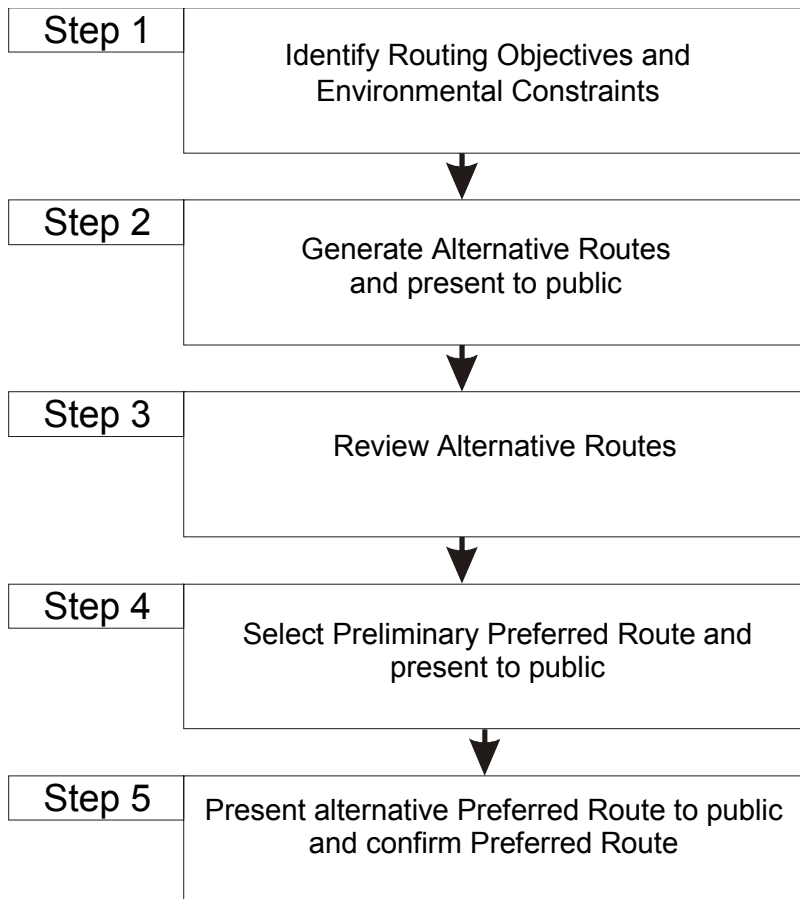 Step 1
Identify Routing Objectives and
Environmental Constraints
Step 2
Generate Alternative Routes
and present to public
Step 3
Review Alternative Routes
Step 4
Select Preliminary Preferred Route and
present to public
Step 5
Present alternative Preferred Route to public
and confirm Preferred Route